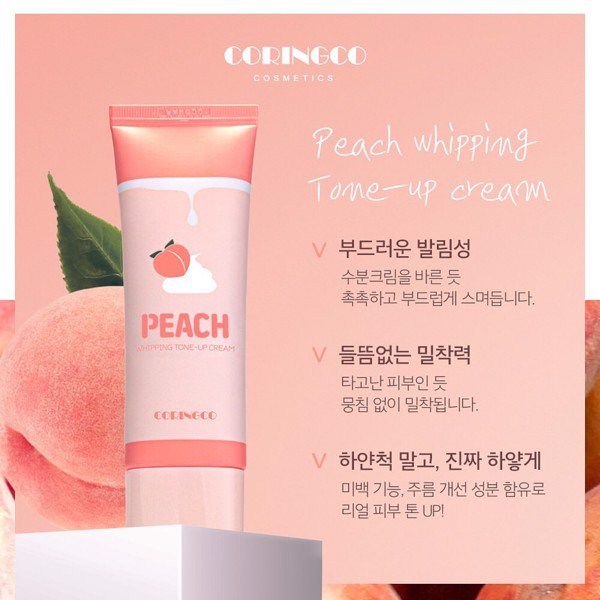 CORINGCO
COSMETICS
Peach whipping
Tone-up cream
PEACH
WHIPPING TONE-UP CREAM
CORINGCO
V 부드러운 발림성
수분크림을 바른 듯
촉촉하고 부드럽게 스며듭니다.
V 들뜸없는 밀착력
타고난 피부인 듯
뭉침 없이 밀착됩니다.
V 하얀척 말고, 진짜 하얗게
미백 기능, 주름 개선 성분 함유로
리얼 피부 톤 UP!